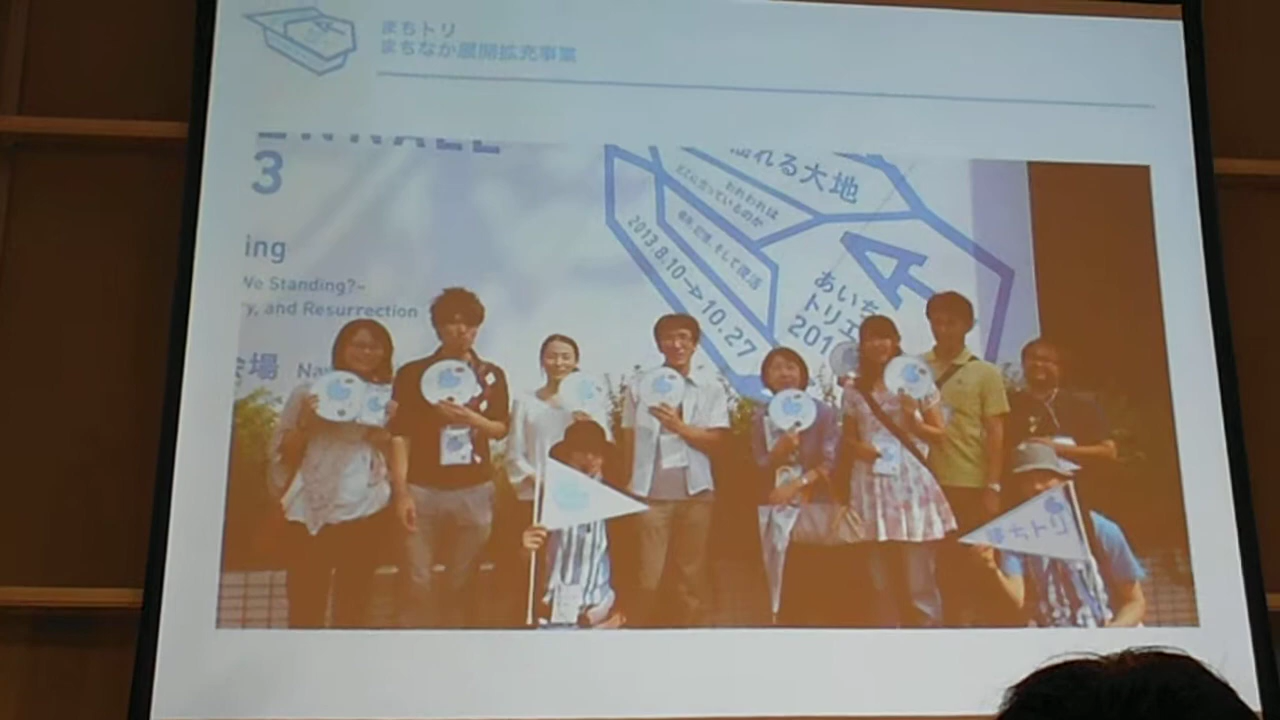 まちトリ
まちなか展開拡充事業
ENNALE
3
揺れる大地
われわれは
どこに立っているのか
場所、記憶、そして復活
2013.8.10→10.27
A
あいち
トリエ
201
ing
We Standing?~
y, and Resurrection
会場 Na
まちトリ